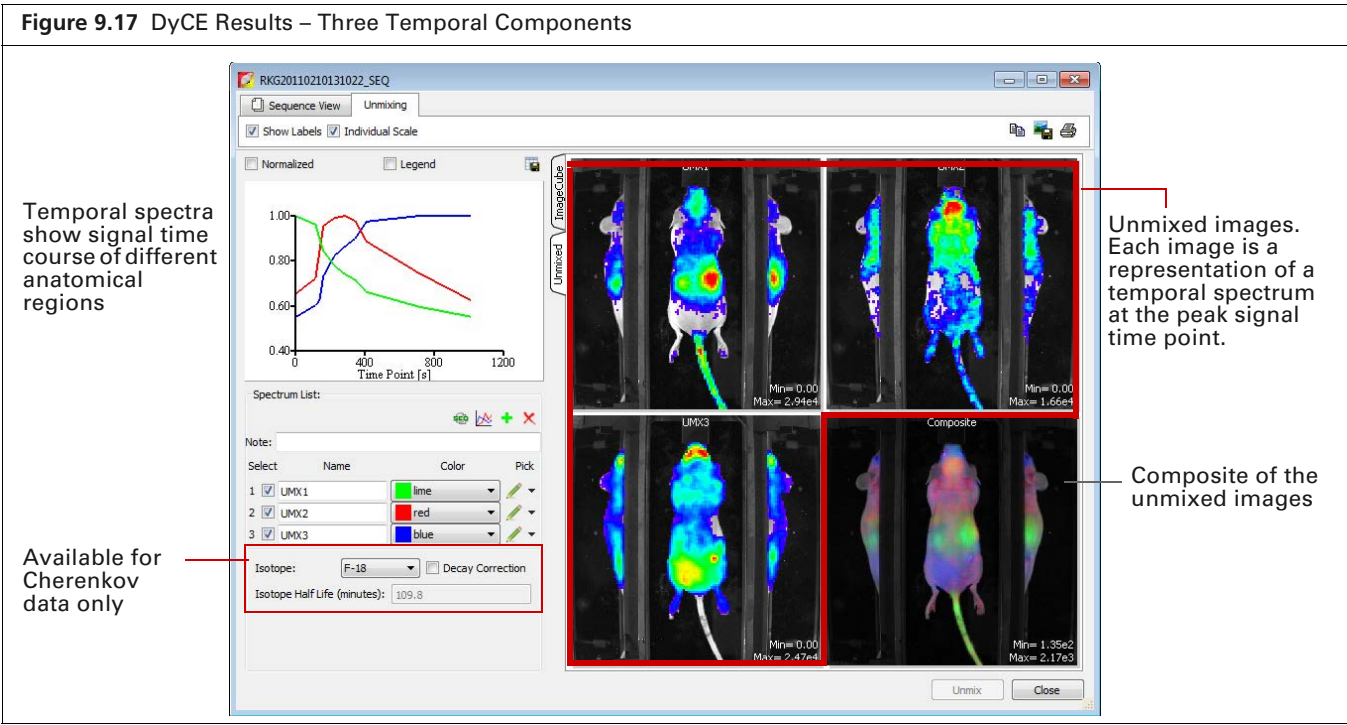 Figure 9.17 DyCE Results – Three Temporal Components
RKG20110210131022_SEQ
Sequence View
Unmixing
Show Labels
Individual Scale
Normalized
Legend
1.00
0.80
0.60
0.40
0
400
800
1200
Time Point [s]
Temporal spectra
show signal time
course of different
anatomical
regions
Spectrum List:
SEQ
Note:
Select Name Color Pick
1 UMX1 lime
2 UMX2 red
3 UMX3 blue
Available for
Cherenkov
data only
Isotope: F-18 Decay Correction
Isotope Half Life (minutes): 109.8
ImageCube
Unmixed
UMX1
Min= 0.00
Max= 2.94e4
UMX2
Min= 0.00
Max= 1.66e4
UMX3
Min= 0.00
Max= 2.47e4
Composite
Min= 1.35e2
Max= 2.17e3
Unmixed images.
Each image is a
representation of a
temporal spectrum
at the peak signal
time point.
Composite of the
unmixed images
Unmix
Close